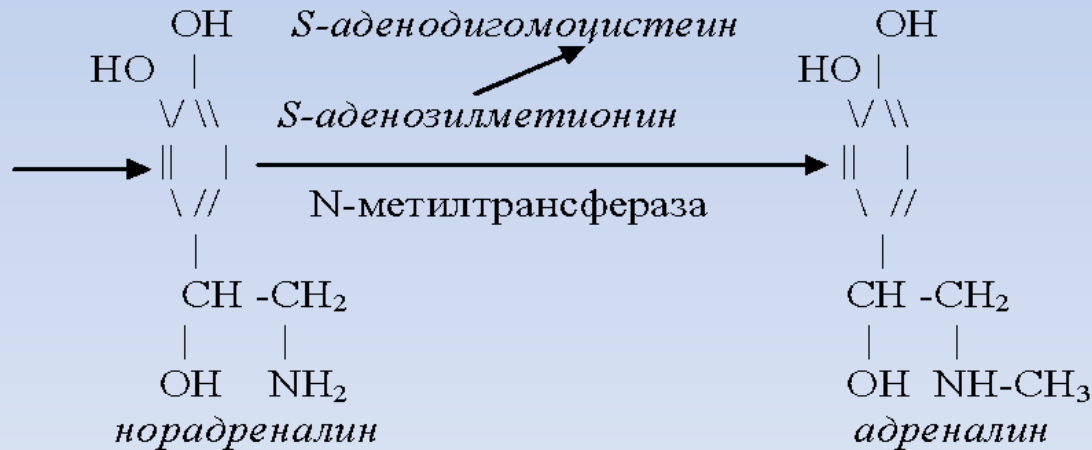 OH S-аденодигомоцистеин OH
HO | HO |
\/ \\ S-аденозилметионин \/ \\
|| | || |
\ // N-метилтрансфераза \ //
| |
CH -CH₂ CH -CH₂
| | | |
OH NH₂ OH NH-CH₃
норадреналин адреналин